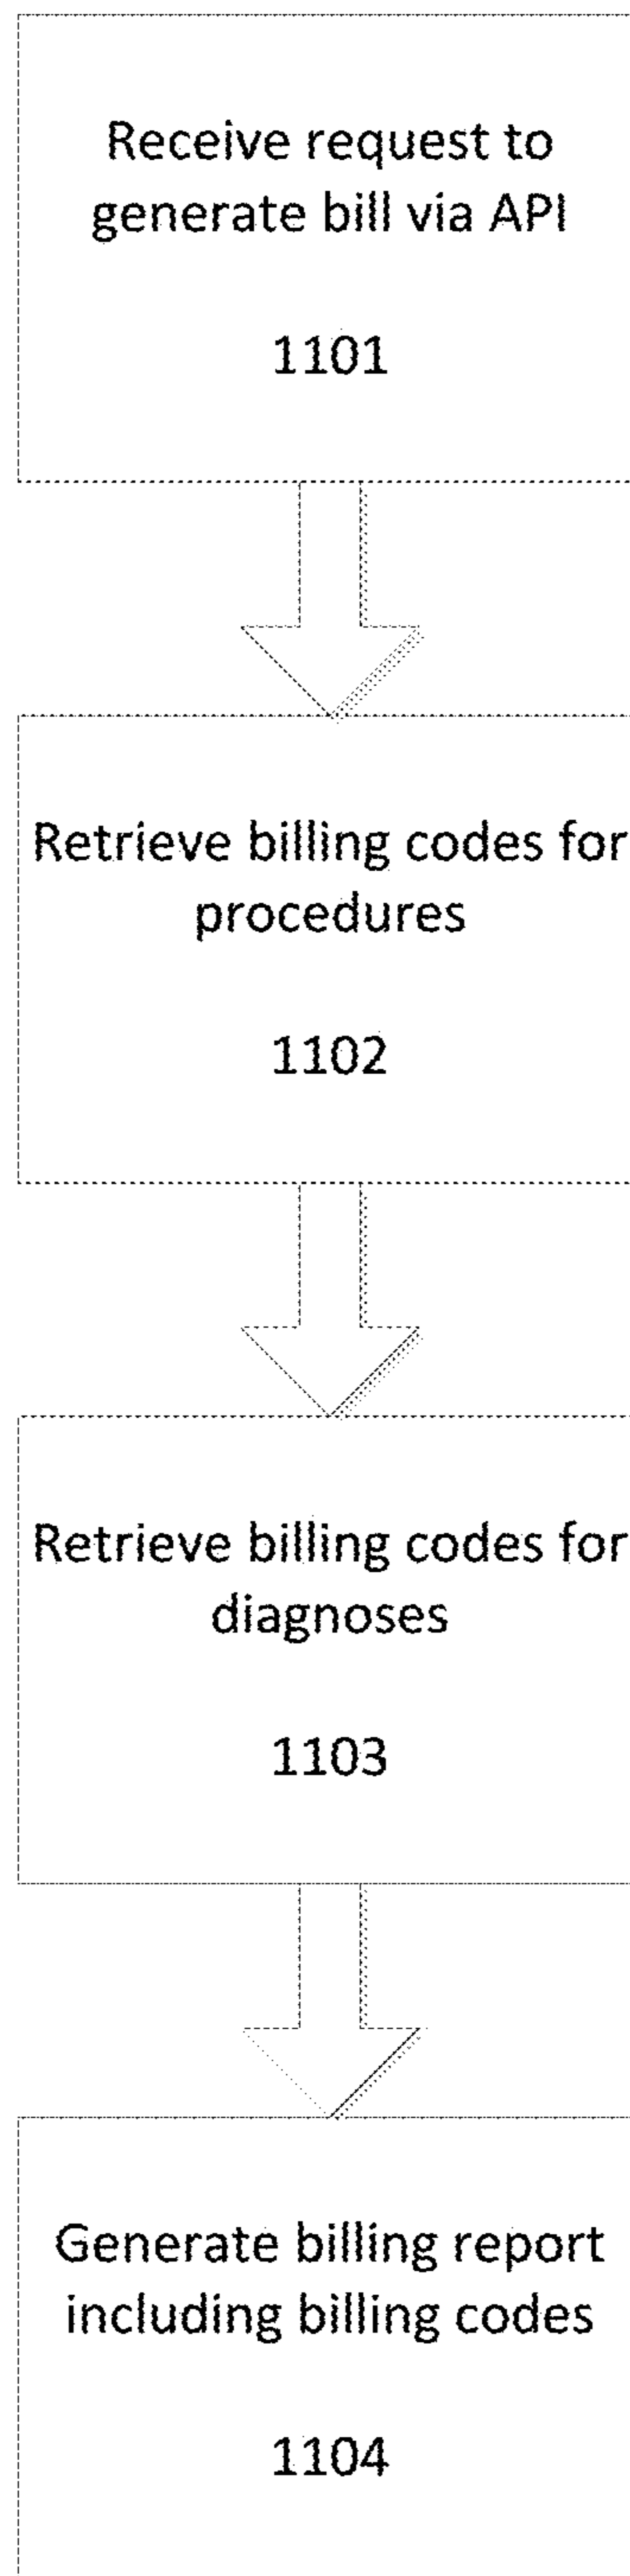 Receive request to
generate bill via API
1101
Retrieve billing codes for
procedures
1102
Retrieve billing codes for
diagnoses
1103
Generate billing report
including billing codes
1104